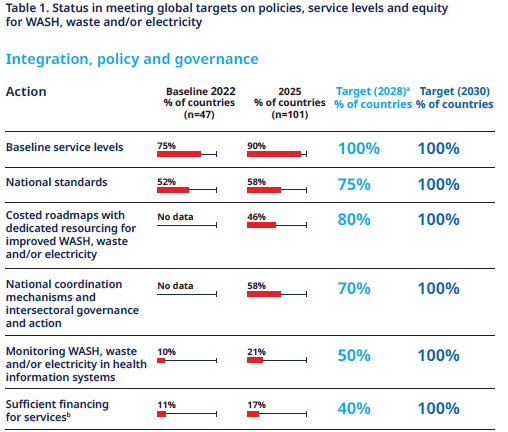 Table 1. Status in meeting global targets on policies, service levels and equity
for WASH, waste and/or electricity
Integration, policy and governance
Action
Baseline 2022
% of countries
(n=47)
2025
% of countries
(n=101)
Target (2028)ᵃ
% of countries
Target (2030)
% of countries
Baseline service levels
75%
90%
100%
100%
National standards
52%
58%
75%
100%
Costed roadmaps with
dedicated resourcing for
improved WASH, waste
and/or electricity
No data
46%
80%
100%
National coordination
mechanisms and
intersectoral governance
and action
No data
58%
70%
100%
Monitoring WASH, waste
and/or electricity in health
information systems
10%
21%
50%
100%
Sufficient financing
for servicesᵇ
11%
17%
40%
100%